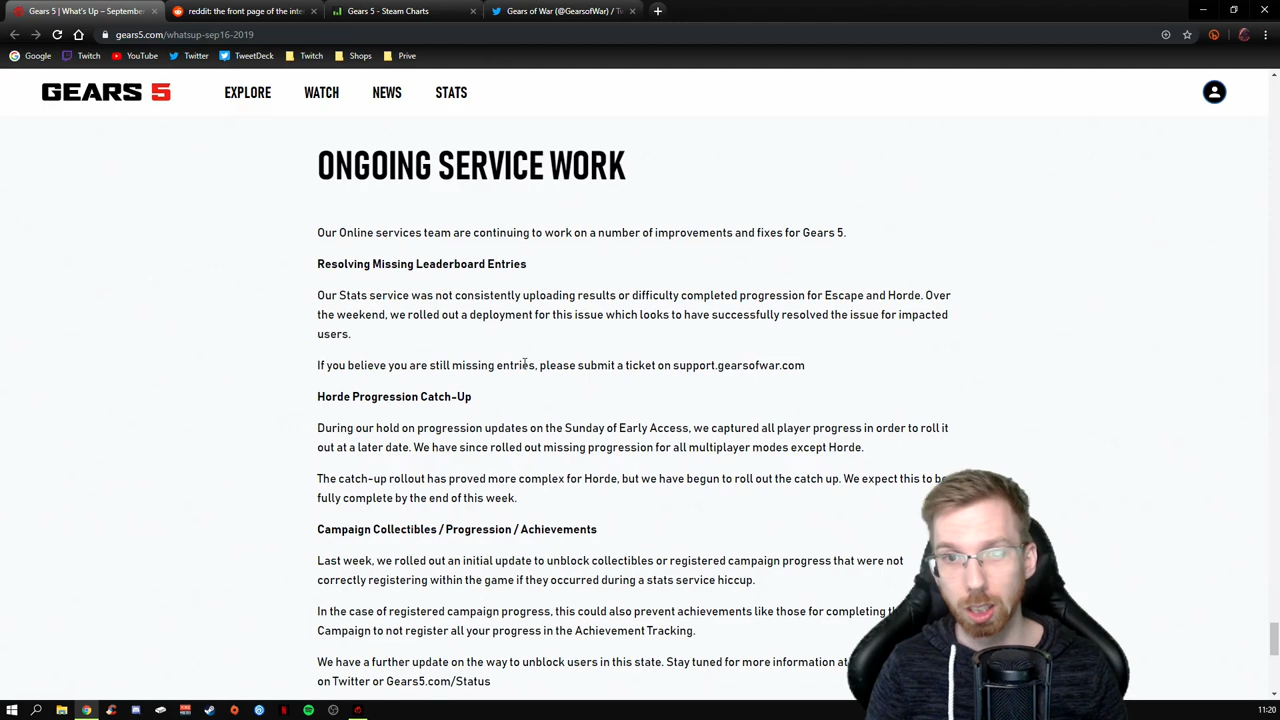 Gears 5 | What's Up – September
reddit: the front page of the inte
Gears 5 - Steam Charts
Gears of War (@GearsofWar) / Tw
gears5.com/whatsup-sep16-2019
Google
Twitch
YouTube
Twitter
TweetDeck
Twitch
Shops
Prive
GEARS 5
EXPLORE
WATCH
NEWS
STATS
ONGOING SERVICE WORK
Our Online services team are continuing to work on a number of improvements and fixes for Gears 5.
Resolving Missing Leaderboard Entries
Our Stats service was not consistently uploading results or difficulty completed progression for Escape and Horde. Over
the weekend, we rolled out a deployment for this issue which looks to have successfully resolved the issue for impacted
users.
If you believe you are still missing entries, please submit a ticket on support.gearsofwar.com
Horde Progression Catch-Up
During our hold on progression updates on the Sunday of Early Access, we captured all player progress in order to roll it
out at a later date. We have since rolled out missing progression for all multiplayer modes except Horde.
The catch-up rollout has proved more complex for Horde, but we have begun to roll out the catch up. We expect this to be
fully complete by the end of this week.
Campaign Collectibles / Progression / Achievements
Last week, we rolled out an initial update to unblock collectibles or registered campaign progress that were not
correctly registering within the game if they occurred during a stats service hiccup.
In the case of registered campaign progress, this could also prevent achievements like those for completing th
Campaign to not register all your progress in the Achievement Tracking.
We have a further update on the way to unblock users in this state. Stay tuned for more information a
on Twitter or Gears5.com/Status
11:20